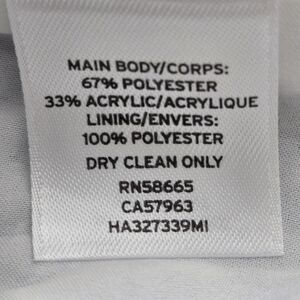 MAIN BODY/CORPS:
67% POLYESTER
33% ACRYLIC/ACRYLIQUE
LINING/ENVERS:
100% POLYESTER
DRY CLEAN ONLY
RN58665
CA57963
HA327339MI